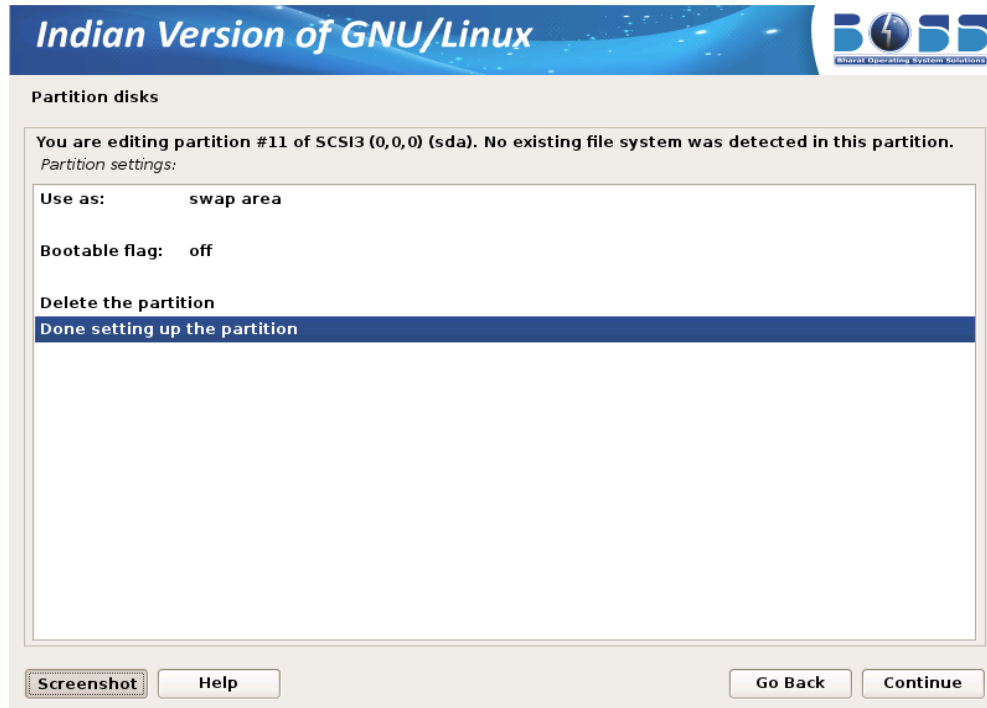 Indian Version of GNU/Linux
BOSS
Bharat Operating System Solutions
Partition disks
You are editing partition #11 of SCSI3 (0,0,0) (sda). No existing file system was detected in this partition.
Partition settings:
Use as: swap area
Bootable flag: off
Delete the partition
Done setting up the partition
Screenshot Help Go Back Continue